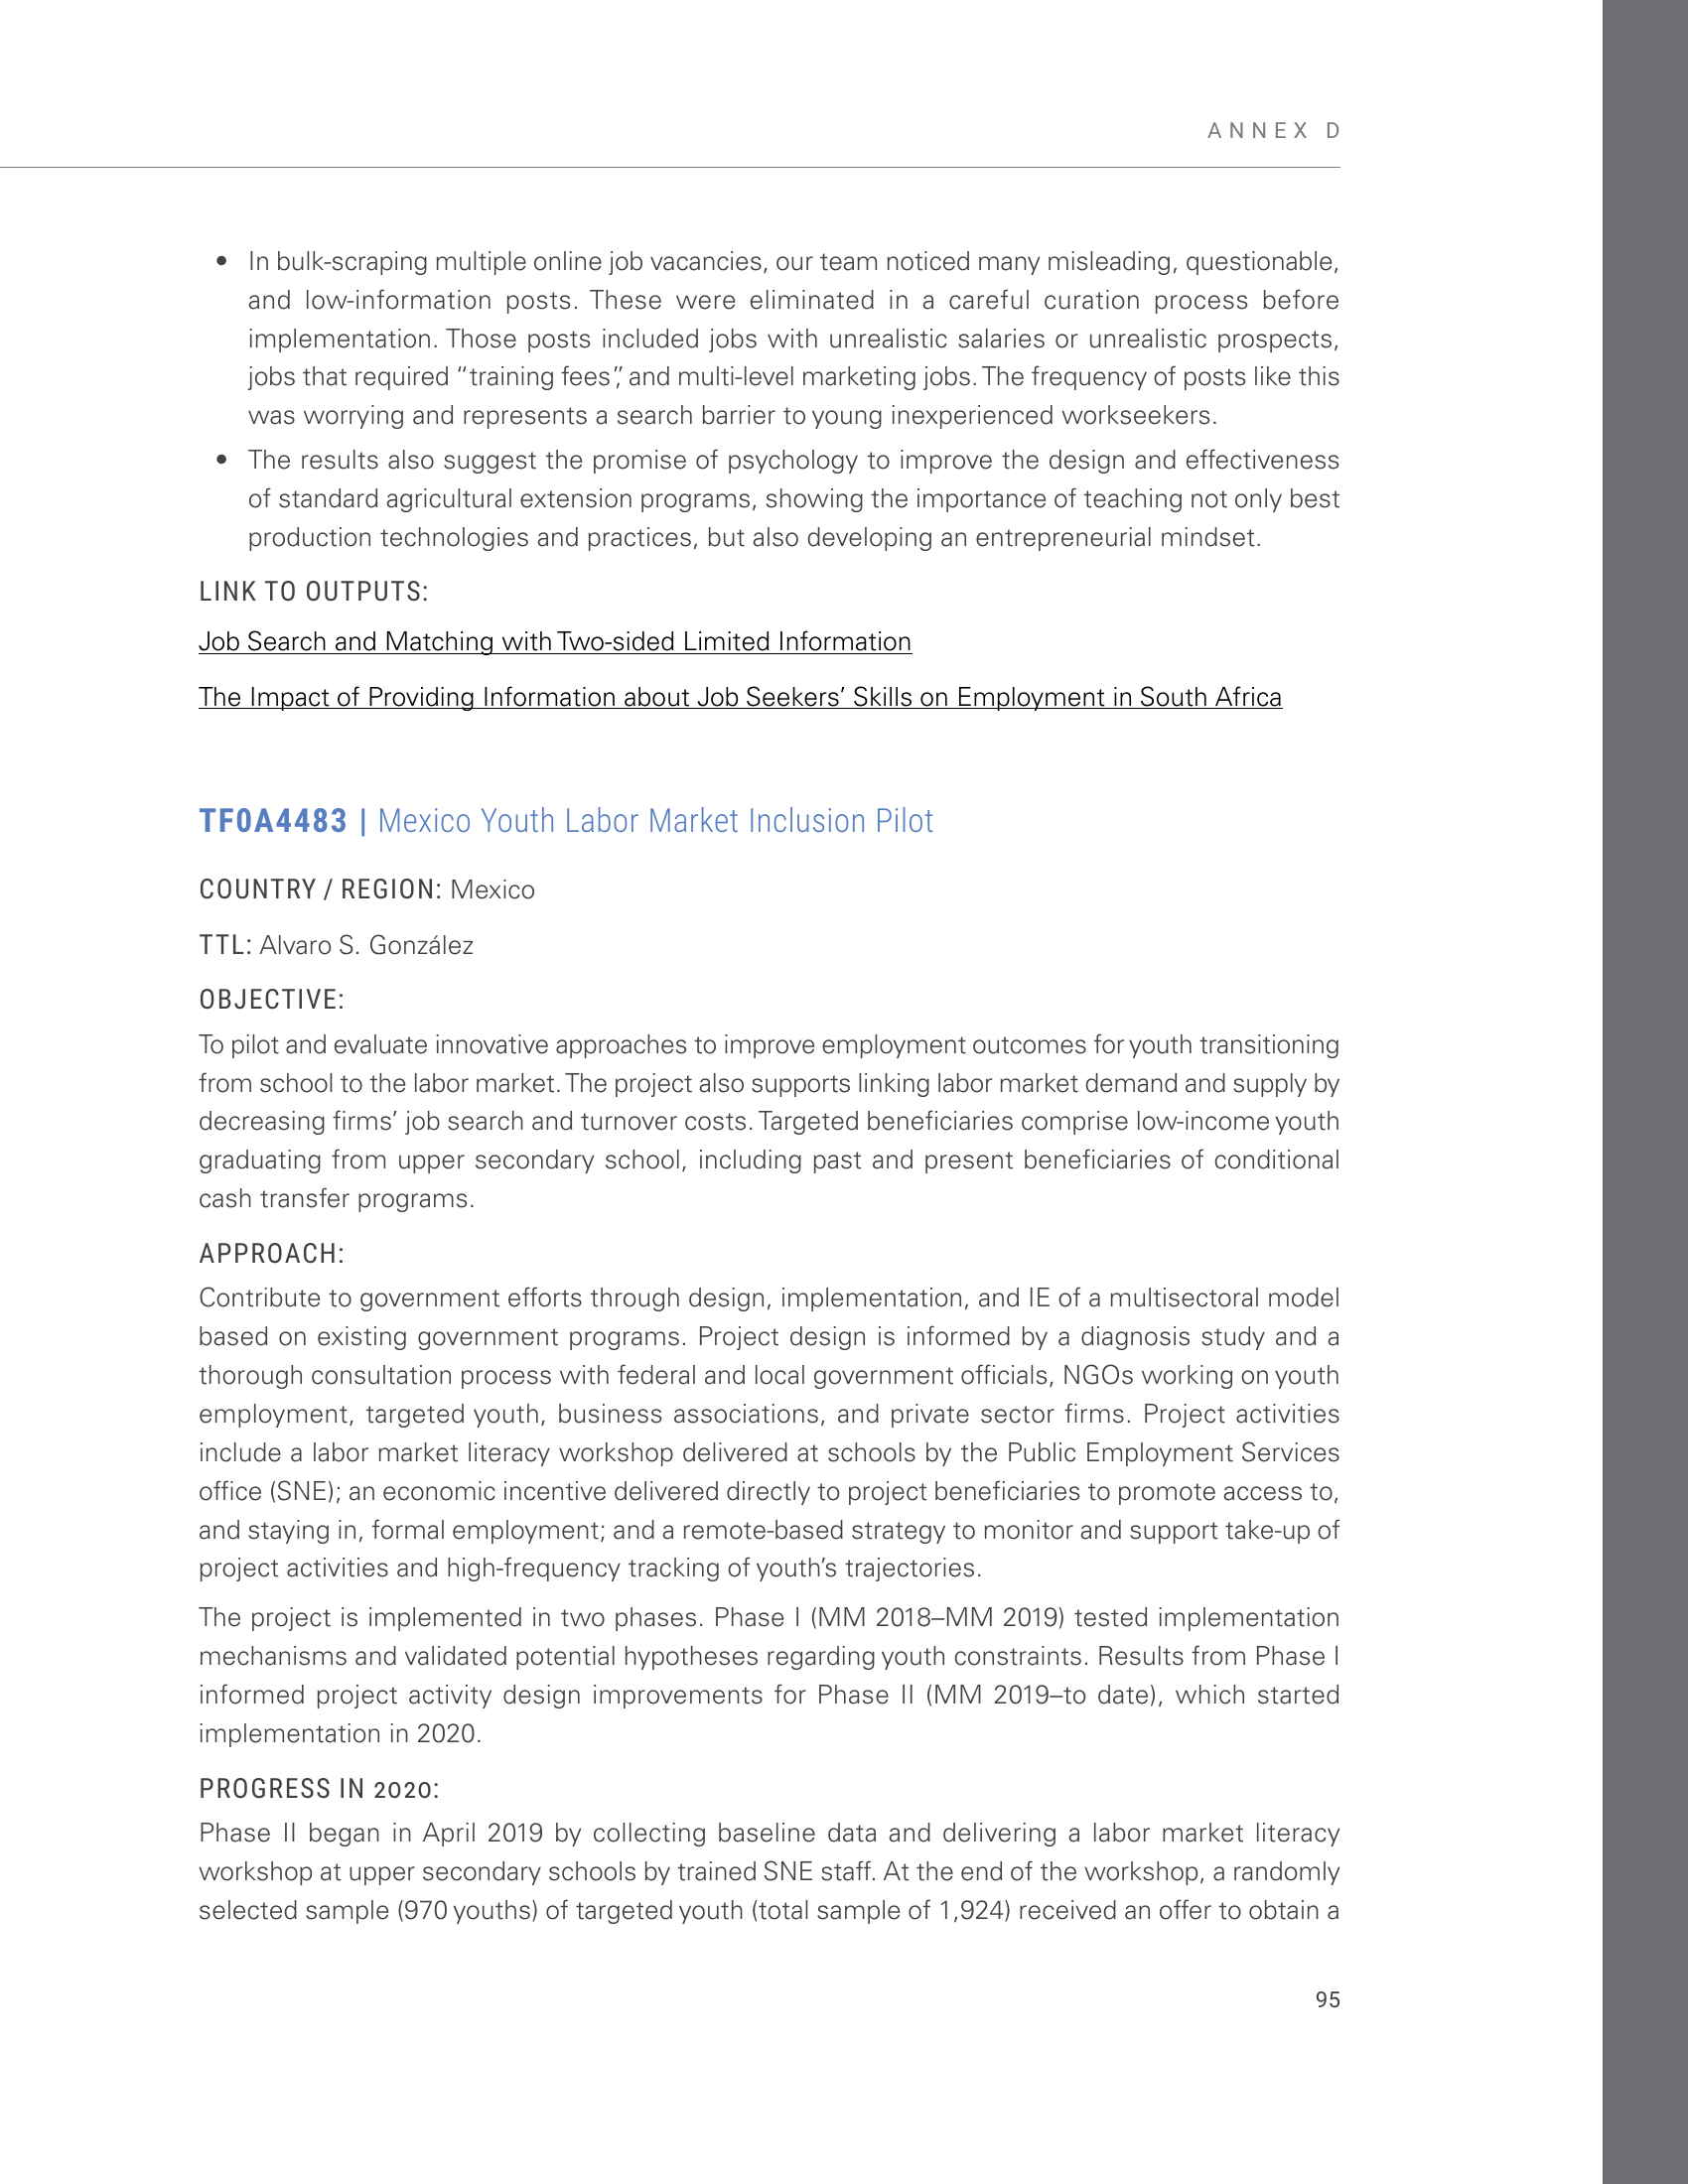 ANNEX D
• In bulk-scraping multiple online job vacancies, our team noticed many misleading, questionable,
and low-information posts. These were eliminated in a careful curation process before
implementation. Those posts included jobs with unrealistic salaries or unrealistic prospects,
jobs that required “training fees”, and multi-level marketing jobs. The frequency of posts like this
was worrying and represents a search barrier to young inexperienced workseekers.
• The results also suggest the promise of psychology to improve the design and effectiveness
of standard agricultural extension programs, showing the importance of teaching not only best
production technologies and practices, but also developing an entrepreneurial mindset.
LINK TO OUTPUTS:
Job Search and Matching with Two-sided Limited Information
The Impact of Providing Information about Job Seekers’ Skills on Employment in South Africa
TF0A4483 | Mexico Youth Labor Market Inclusion Pilot
COUNTRY / REGION: Mexico
TTL: Alvaro S. González
OBJECTIVE:
To pilot and evaluate innovative approaches to improve employment outcomes for youth transitioning
from school to the labor market. The project also supports linking labor market demand and supply by
decreasing firms’ job search and turnover costs. Targeted beneficiaries comprise low-income youth
graduating from upper secondary school, including past and present beneficiaries of conditional
cash transfer programs.
APPROACH:
Contribute to government efforts through design, implementation, and IE of a multisectoral model
based on existing government programs. Project design is informed by a diagnosis study and a
thorough consultation process with federal and local government officials, NGOs working on youth
employment, targeted youth, business associations, and private sector firms. Project activities
include a labor market literacy workshop delivered at schools by the Public Employment Services
office (SNE); an economic incentive delivered directly to project beneficiaries to promote access to,
and staying in, formal employment; and a remote-based strategy to monitor and support take-up of
project activities and high-frequency tracking of youth’s trajectories.
The project is implemented in two phases. Phase I (MM 2018–MM 2019) tested implementation
mechanisms and validated potential hypotheses regarding youth constraints. Results from Phase I
informed project activity design improvements for Phase II (MM 2019–to date), which started
implementation in 2020.
PROGRESS IN 2020:
Phase II began in April 2019 by collecting baseline data and delivering a labor market literacy
workshop at upper secondary schools by trained SNE staff. At the end of the workshop, a randomly
selected sample (970 youths) of targeted youth (total sample of 1,924) received an offer to obtain a
95